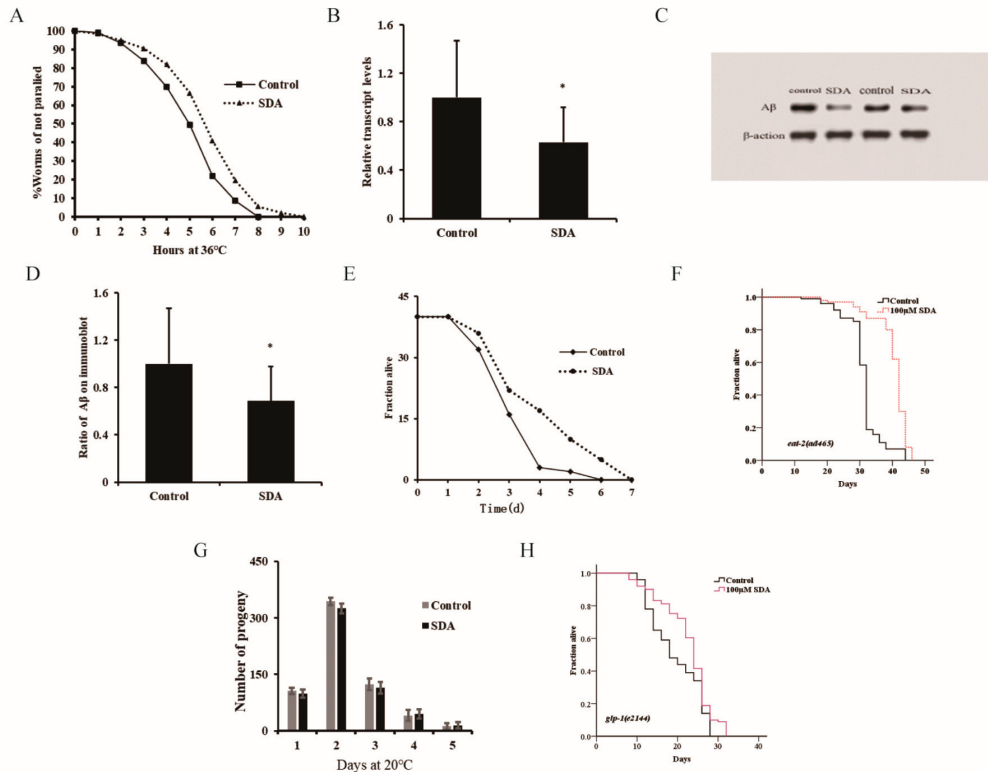 A
%Worms of not paralied
100
90
80
70
60
50
40
30
20
10
0
Control
SDA
0 1 2 3 4 5 6 7 8 9 10
Hours at 36°C
B
Relative transcript levels
1.6
1.2
0.8
0.4
0
*
Control SDA
C
control SDA control SDA
Aβ
β-action
D
Ratio of Aβ on immunoblot
1.6
1.2
0.8
0.4
0
*
Control SDA
E
Fraction alive
45
30
15
0
Control
SDA
0 1 2 3 4 5 6 7
Time(d)
F
Fraction alive
1.0
0.8
0.6
0.4
0.2
0.0
Control
100µM SDA
eat-2(ad465)
0 10 20 30 40 50
Days
G
Number of progeny
450
300
150
0
Control
SDA
1 2 3 4 5
Days at 20°C
H
Fraction alive
1.0
0.8
0.6
0.4
0.2
0.0
Control
100µM SDA
glp-1(e2144)
0 10 20 30 40
Days